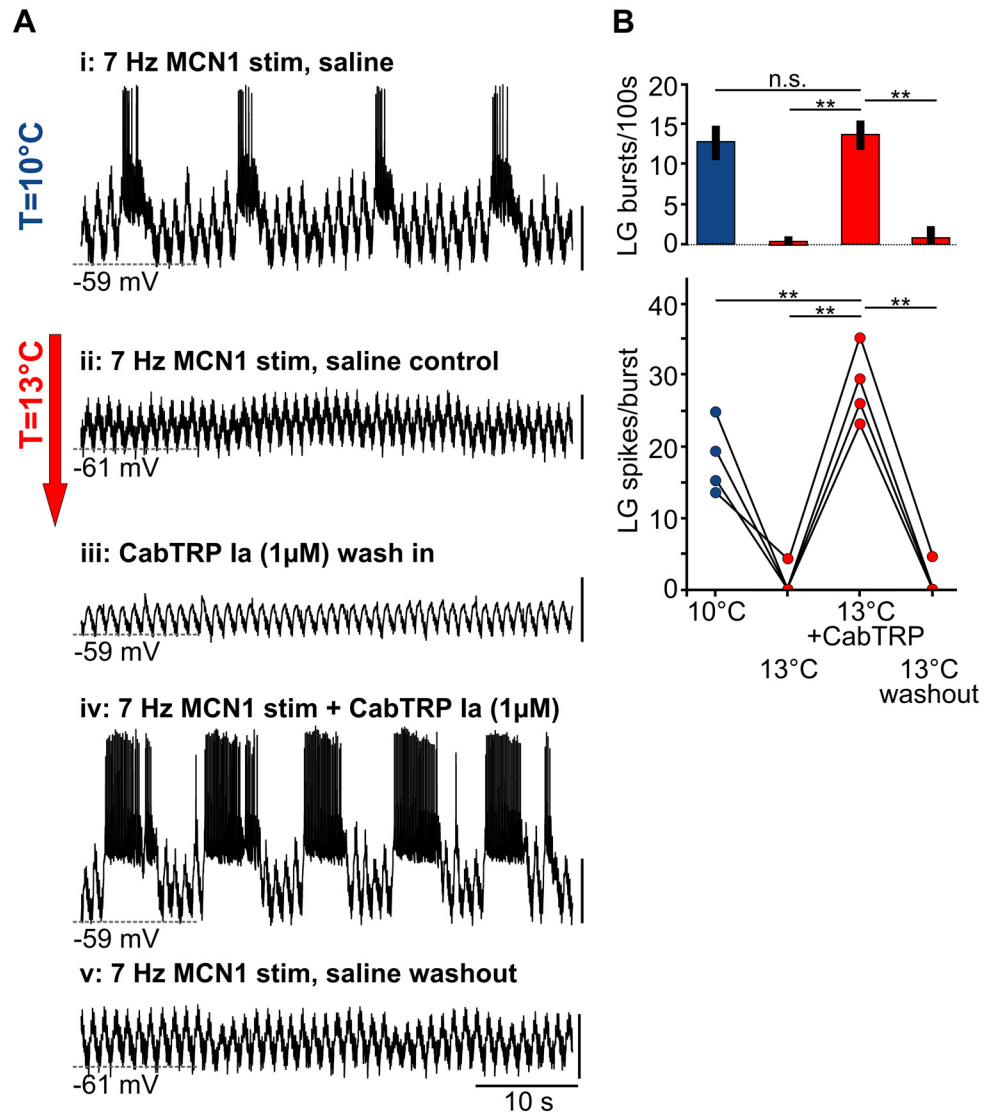 A
i: 7 Hz MCN1 stim, saline
T=10°C
-59 mV
T=13°C
ii: 7 Hz MCN1 stim, saline control
-61 mV
iii: CabTRP Ia (1µM) wash in
-59 mV
iv: 7 Hz MCN1 stim + CabTRP Ia (1µM)
-59 mV
v: 7 Hz MCN1 stim, saline washout
-61 mV
10 s
B
LG bursts/100s
20
15
10
5
0
n.s.
**
**
LG spikes/burst
40
30
20
10
0
**
**
**
10°C
13°C
+CabTRP
13°C
13°C
washout